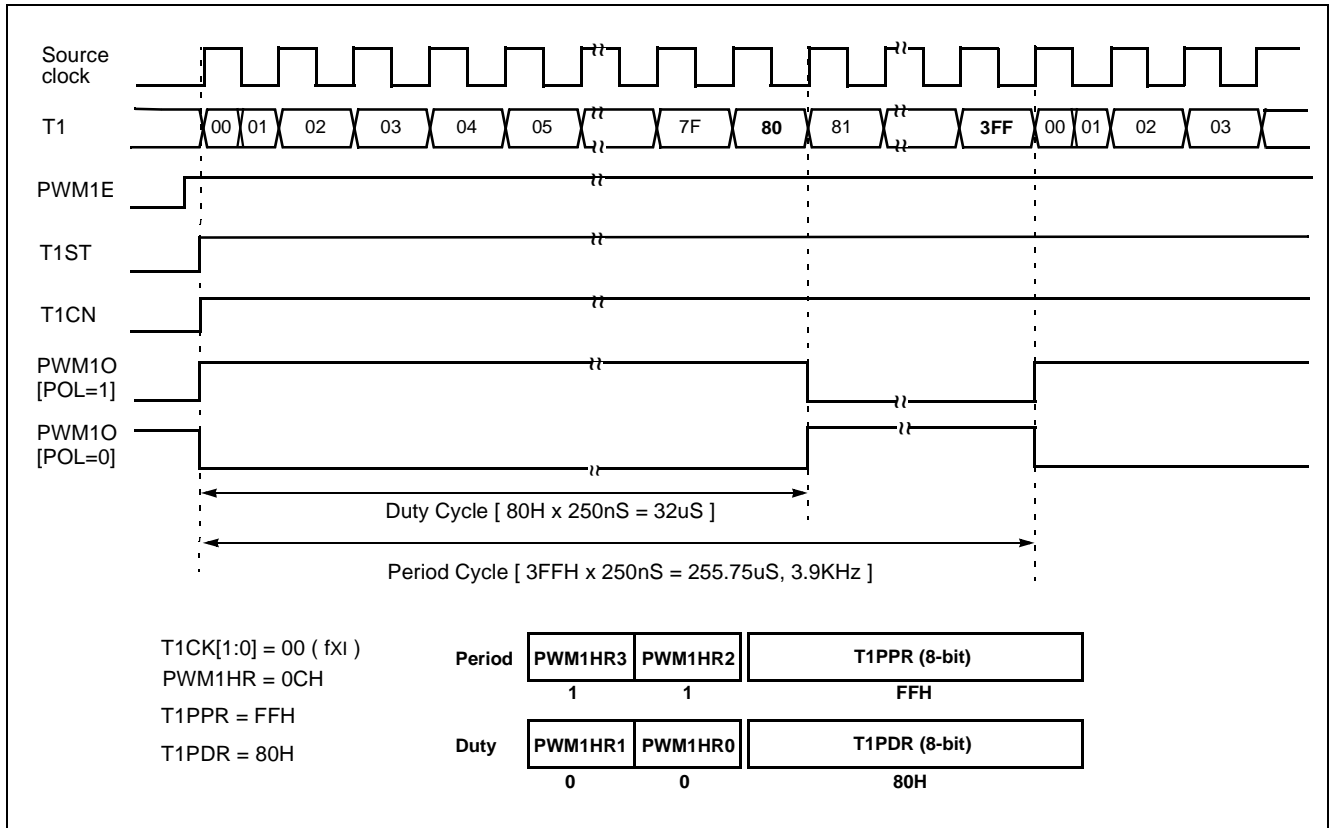 Source
clock
T1
00 01 02 03 04 05 7F 80 81 3FF 00 01 02 03
PWM1E
T1ST
T1CN
PWM1O
[POL=1]
PWM1O
[POL=0]
Duty Cycle [ 80H x 250nS = 32uS ]
Period Cycle [ 3FFH x 250nS = 255.75uS, 3.9KHz ]
T1CK[1:0] = 00 ( fXI )
PWM1HR = 0CH
T1PPR = FFH
T1PDR = 80H
Period PWM1HR3 PWM1HR2 T1PPR (8-bit)
1 1 FFH
Duty PWM1HR1 PWM1HR0 T1PDR (8-bit)
0 0 80H